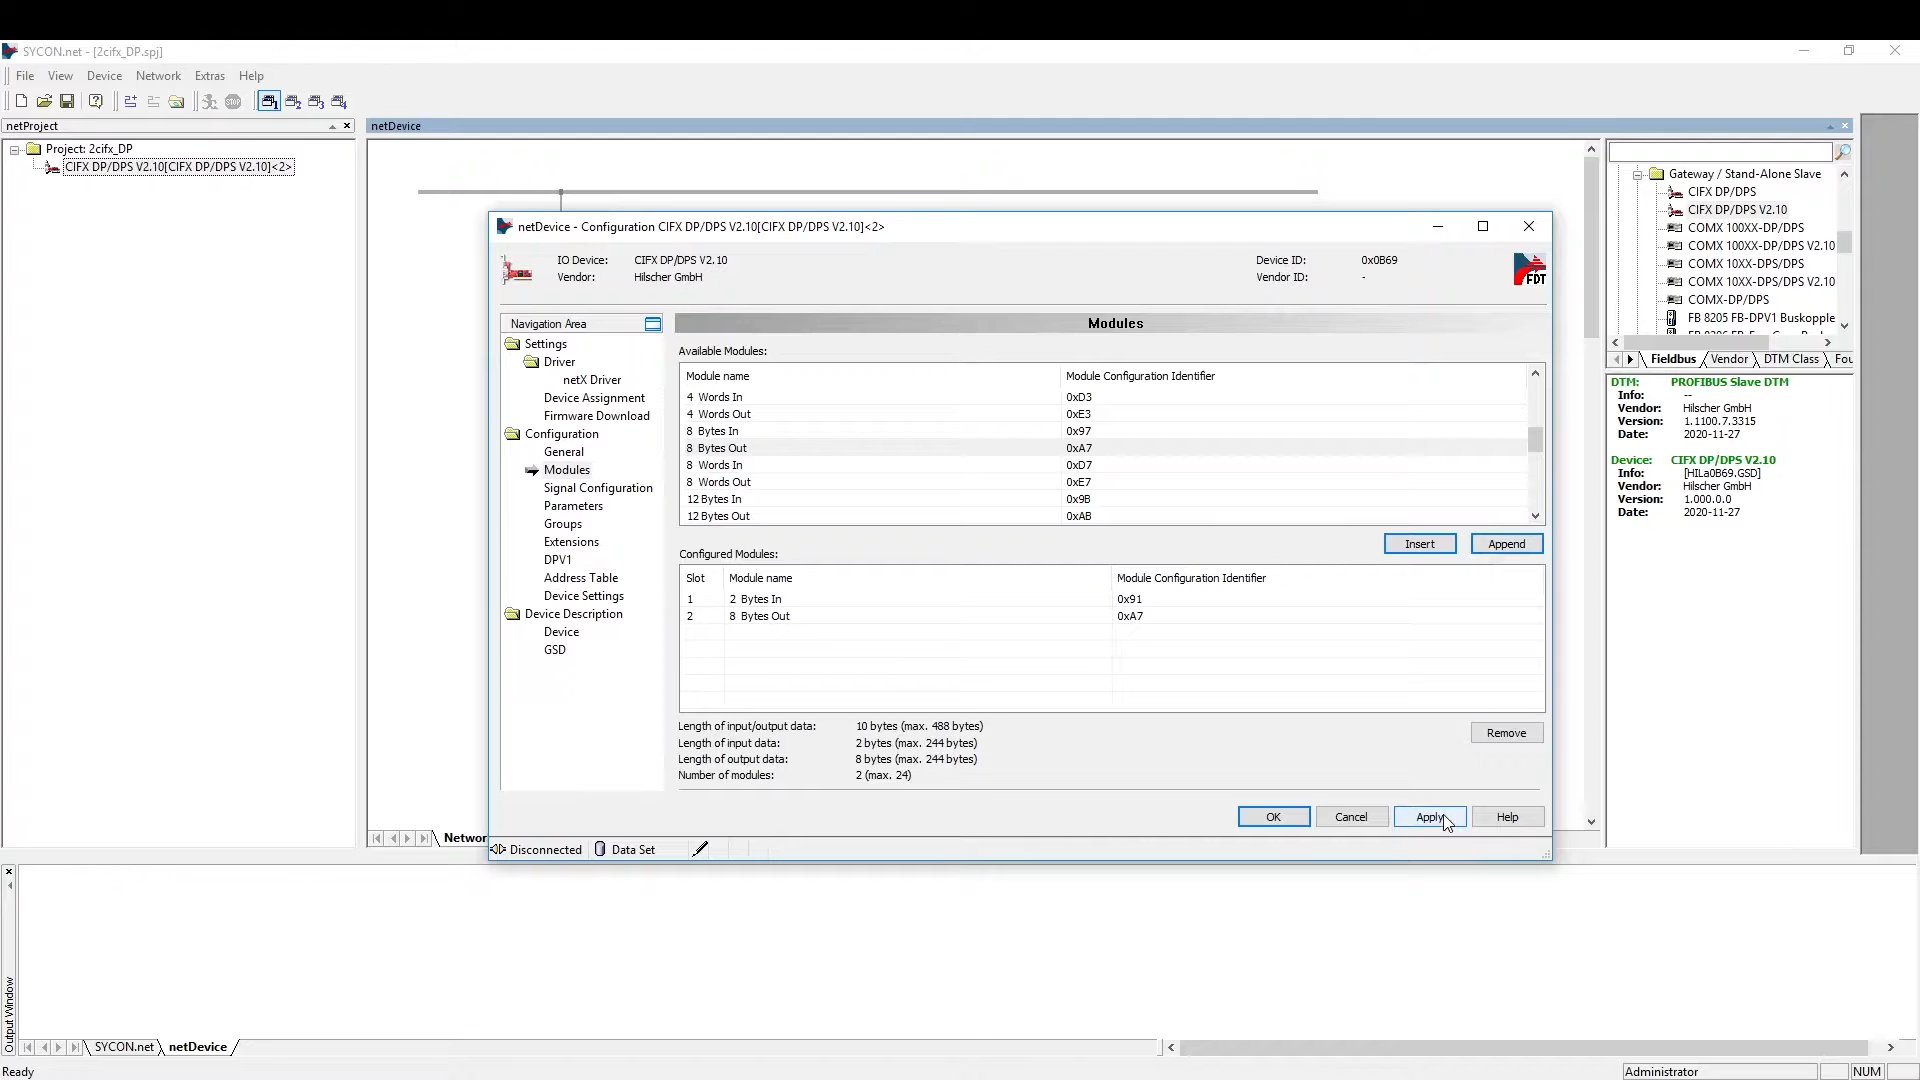 SYCON.net - [2cifx_DP.spj]
File View Device Network Extras Help
netProject
Project: 2cifx_DP
CIFX DP/DPS V2.10[CIFX DP/DPS V2.10]<2>
netDevice
netDevice - Configuration CIFX DP/DPS V2.10[CIFX DP/DPS V2.10]<2>
IO Device: CIFX DP/DPS V2.10 Device ID: 0x0B69
Vendor: Hilscher GmbH Vendor ID: -
FDT
Navigation Area
Settings
Driver
netX Driver
Device Assignment
Firmware Download
Configuration
General
Modules
Signal Configuration
Parameters
Groups
Extensions
DPV1
Address Table
Device Settings
Device Description
Device
GSD
Modules
Available Modules:
Module name Module Configuration Identifier
4 Words In 0xD3
4 Words Out 0xE3
8 Bytes In 0x97
8 Bytes Out 0xA7
8 Words In 0xD7
8 Words Out 0xE7
12 Bytes In 0x9B
12 Bytes Out 0xAB
Insert Append
Configured Modules:
Slot Module name Module Configuration Identifier
1 2 Bytes In 0x91
2 8 Bytes Out 0xA7
Length of input/output data: 10 bytes (max. 488 bytes)
Length of input data: 2 bytes (max. 244 bytes)
Length of output data: 8 bytes (max. 244 bytes)
Number of modules: 2 (max. 24)
Remove
OK Cancel Apply Help
Disconnected Data Set
Networ
Gateway / Stand-Alone Slave
CIFX DP/DPS
CIFX DP/DPS V2.10
COMX 100XX-DP/DPS
COMX 100XX-DP/DPS V2.10
COMX 10XX-DPS/DPS
COMX 10XX-DPS/DPS V2.10
COMX-DP/DPS
FB 8205 FB-DPV1 Buskopple
Fieldbus Vendor DTM Class Fou
DTM: PROFIBUS Slave DTM
Info: --
Vendor: Hilscher GmbH
Version: 1.1100.7.3315
Date: 2020-11-27
Device: CIFX DP/DPS V2.10
Info: [HILa0B69.GSD]
Vendor: Hilscher GmbH
Version: 1.000.0.0
Date: 2020-11-27
Output Window
SYCON.net netDevice
Ready
Administrator NUM